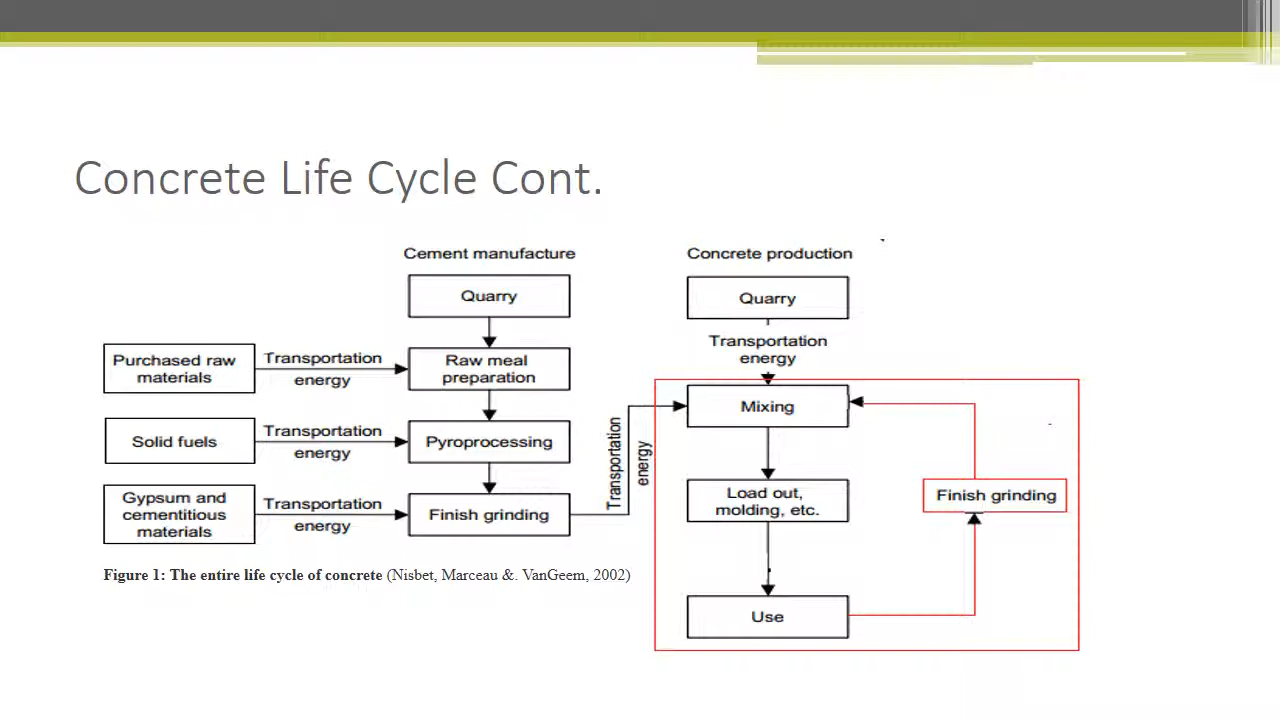 Concrete Life Cycle Cont.
Cement manufacture
Quarry
Purchased raw
materials
Transportation
energy
Raw meal
preparation
Solid fuels
Transportation
energy
Pyroprocessing
Gypsum and
cementitious
materials
Transportation
energy
Finish grinding
Transportation
energy
Concrete production
Quarry
Transportation
energy
Mixing
Load out,
molding, etc.
Use
Finish grinding
Figure 1: The entire life cycle of concrete (Nisbet, Marceau &. VanGeem, 2002)